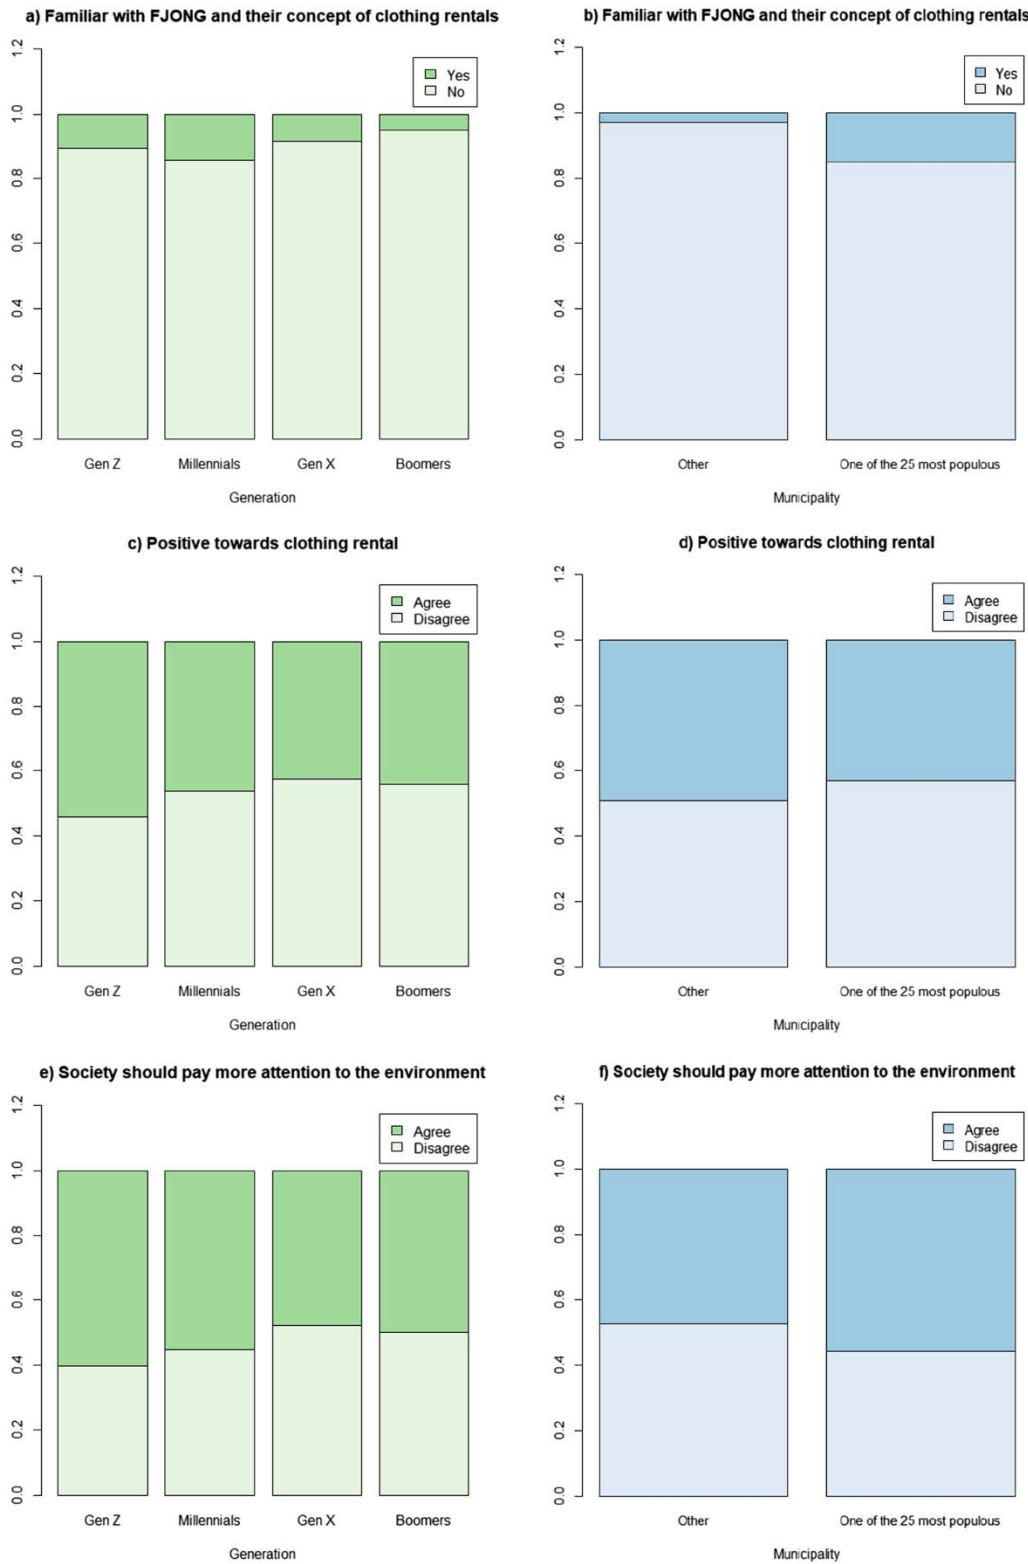 a) Familiar with FJONG and their concept of clothing rentals
1.2
1.0
0.8
0.6
0.4
0.2
0.0
Yes
No
Gen Z Millennials Gen X Boomers
Generation
b) Familiar with FJONG and their concept of clothing rentals
1.2
1.0
0.8
0.6
0.4
0.2
0.0
Yes
No
Other One of the 25 most populous
Municipality
c) Positive towards clothing rental
1.2
1.0
0.8
0.6
0.4
0.2
0.0
Agree
Disagree
Gen Z Millennials Gen X Boomers
Generation
d) Positive towards clothing rental
1.2
1.0
0.8
0.6
0.4
0.2
0.0
Agree
Disagree
Other One of the 25 most populous
Municipality
e) Society should pay more attention to the environment
1.2
1.0
0.8
0.6
0.4
0.2
0.0
Agree
Disagree
Gen Z Millennials Gen X Boomers
Generation
f) Society should pay more attention to the environment
1.2
1.0
0.8
0.6
0.4
0.2
0.0
Agree
Disagree
Other One of the 25 most populous
Municipality